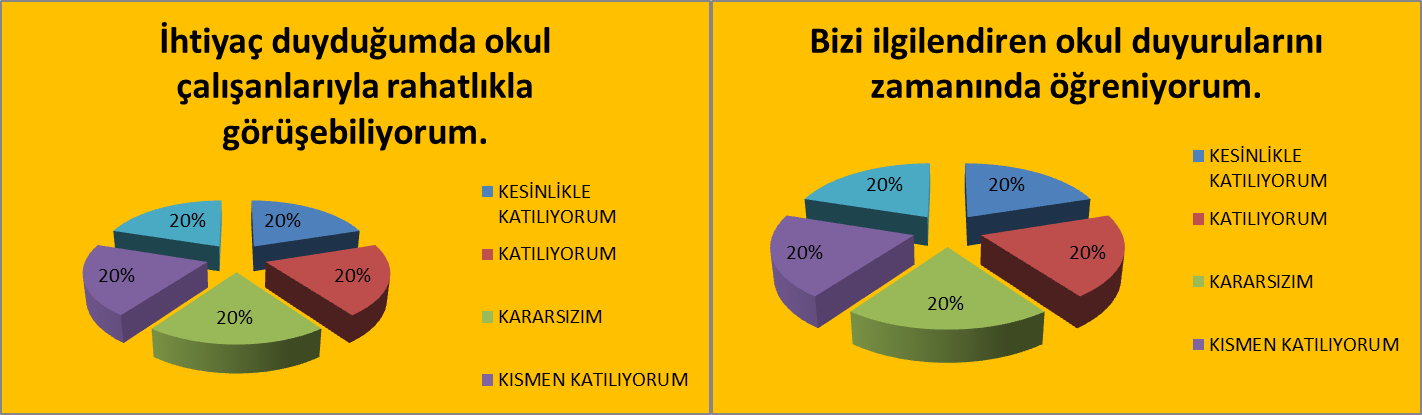 İhtiyaç duyduğumda okul
çalışanlarıyla rahatlıkla
görüşebiliyorum.
20%
20%
20%
20%
20%
KESİNLİKLE
KATILIYORUM
KATILIYORUM
KARARSIZIM
KISMEN KATILIYORUM
Bizi ilgilendiren okul duyurularını
zamanında öğreniyorum.
20%
20%
20%
20%
20%
KESİNLİKLE
KATILIYORUM
KATILIYORUM
KARARSIZIM
KISMEN KATILIYORUM